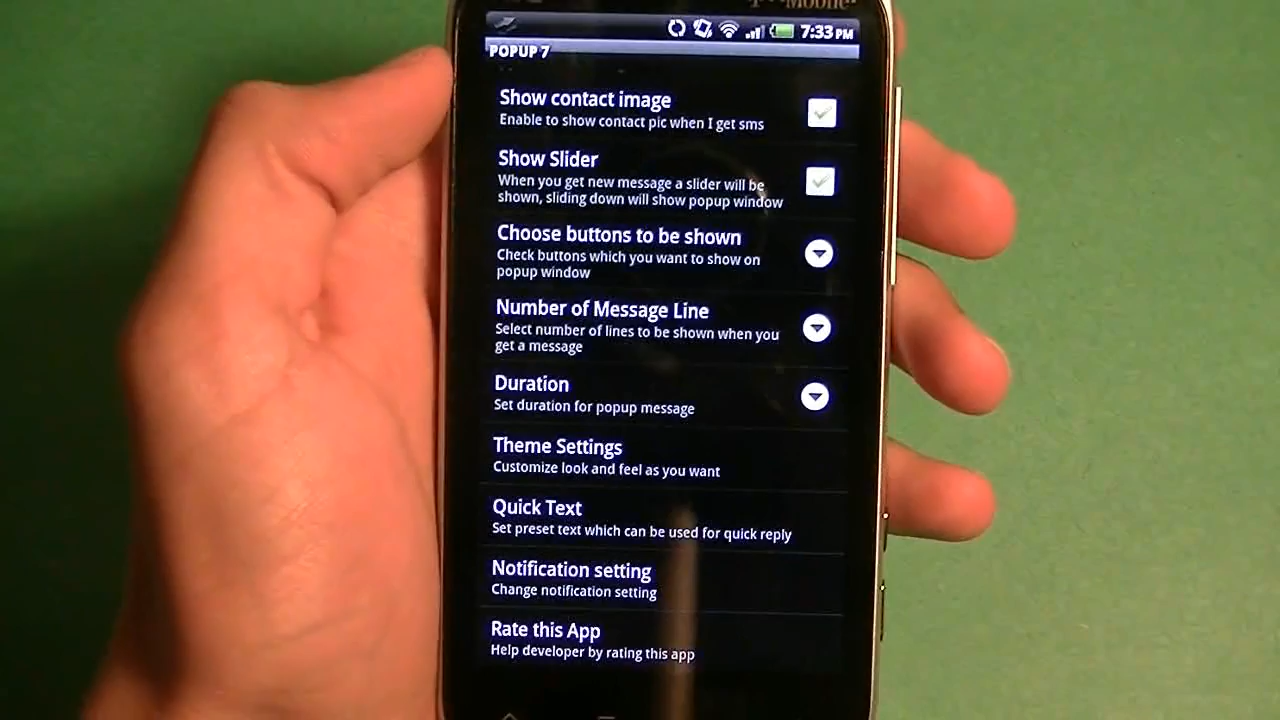 T-Mobile
7:33 PM
POPUP 7
Show contact image
Enable to show contact pic when I get sms
Show Slider
When you get new message a slider will be
shown, sliding down will show popup window
Choose buttons to be shown
Check buttons which you want to show on
popup window
Number of Message Line
Select number of lines to be shown when you
get a message
Duration
Set duration for popup message
Theme Settings
Customize look and feel as you want
Quick Text
Set preset text which can be used for quick reply
Notification setting
Change notification setting
Rate this App
Help developer by rating this app